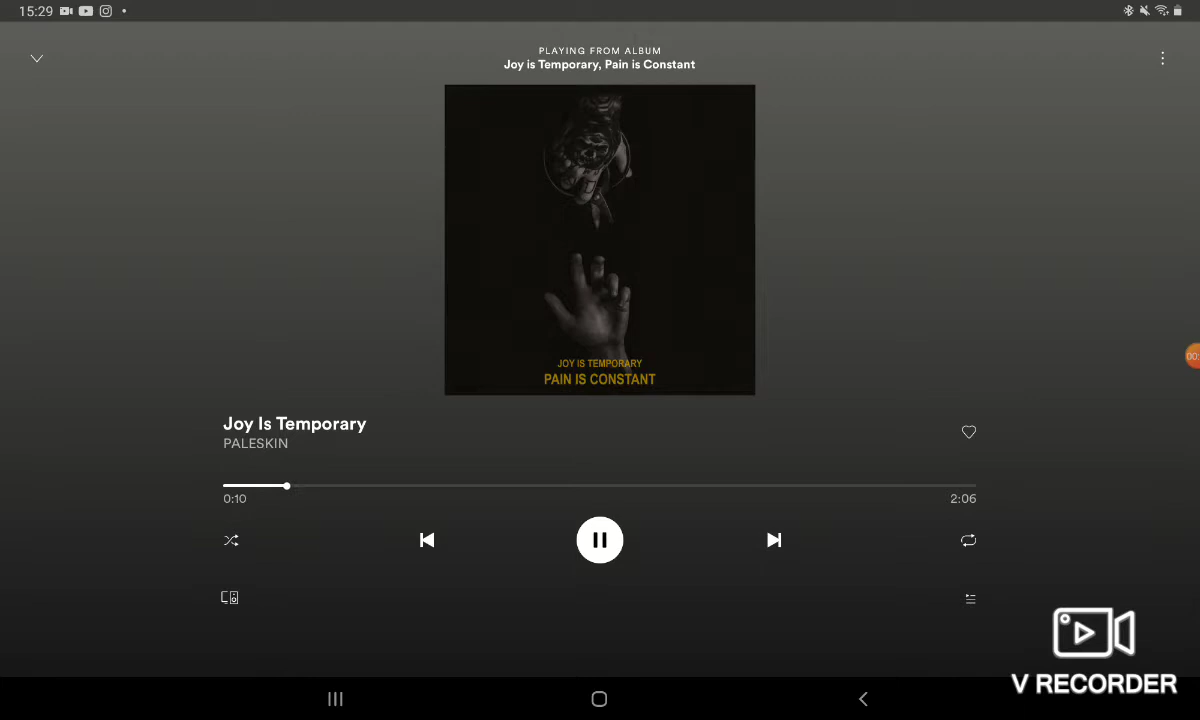 15:29
PLAYING FROM ALBUM
Joy is Temporary, Pain is Constant
JOY IS TEMPORARY
PAIN IS CONSTANT
00:
Joy Is Temporary
PALESKIN
0:10
2:06
V RECORDER